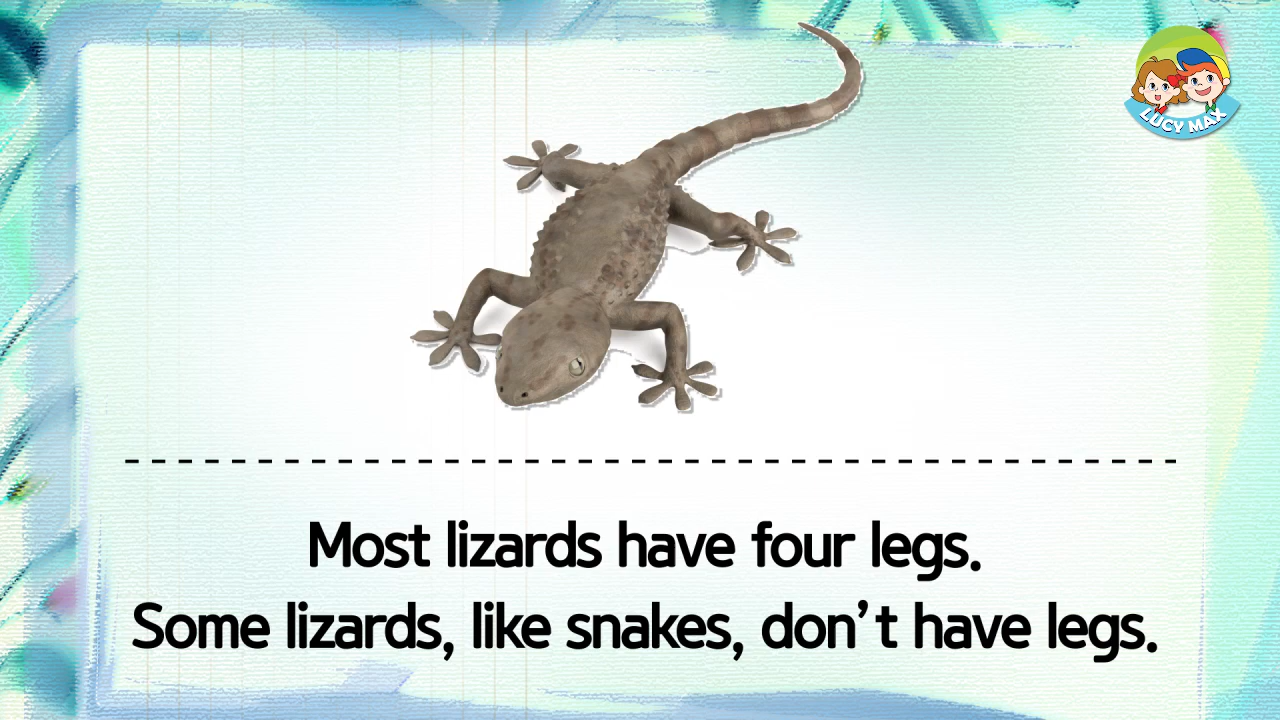 LUCY MAX
Most lizards have four legs.
Some lizards, like snakes, don’t have legs.